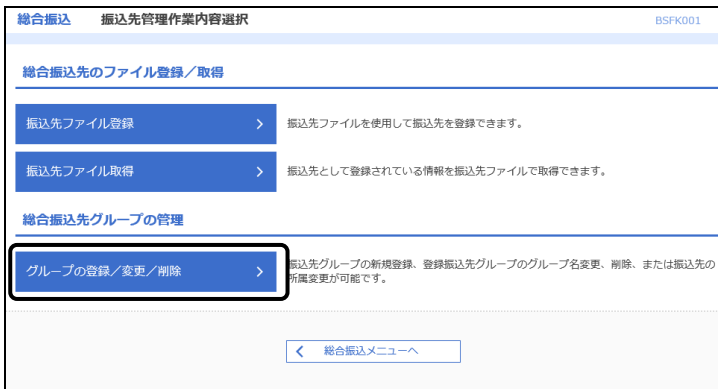 総合振込 振込先管理作業内容選択 BSFK001
総合振込先のファイル登録／取得
振込先ファイル登録 振込先ファイルを使用して振込先を登録できます。
振込先ファイル取得 振込先として登録されている情報を振込先ファイルで取得できます。
総合振込先グループの管理
グループの登録／変更／削除 振込先グループの新規登録、登録振込先グループのグループ名変更、削除、または振込先の
所属変更が可能です。
総合振込メニューへ